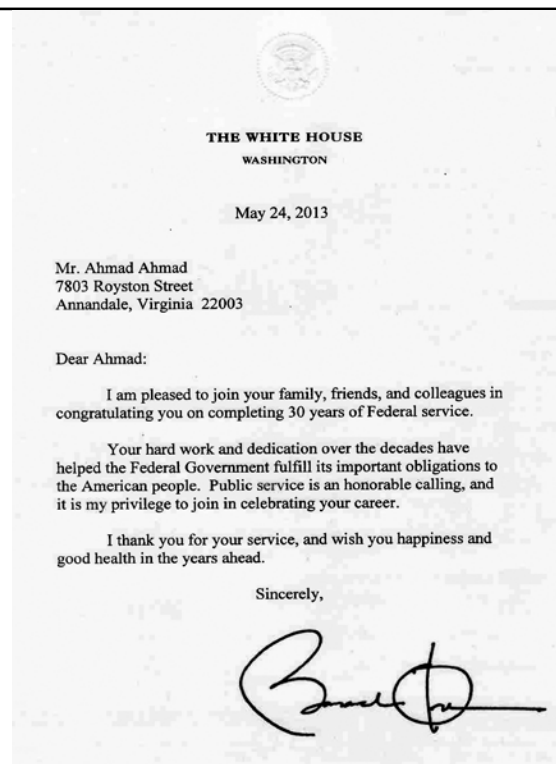 THE WHITE HOUSE
WASHINGTON
May 24, 2013
Mr. Ahmad Ahmad
7803 Royston Street
Annandale, Virginia 22003
Dear Ahmad:
I am pleased to join your family, friends, and colleagues in
congratulating you on completing 30 years of Federal service.
Your hard work and dedication over the decades have
helped the Federal Government fulfill its important obligations to
the American people. Public service is an honorable calling, and
it is my privilege to join in celebrating your career.
I thank you for your service, and wish you happiness and
good health in the years ahead.
Sincerely,